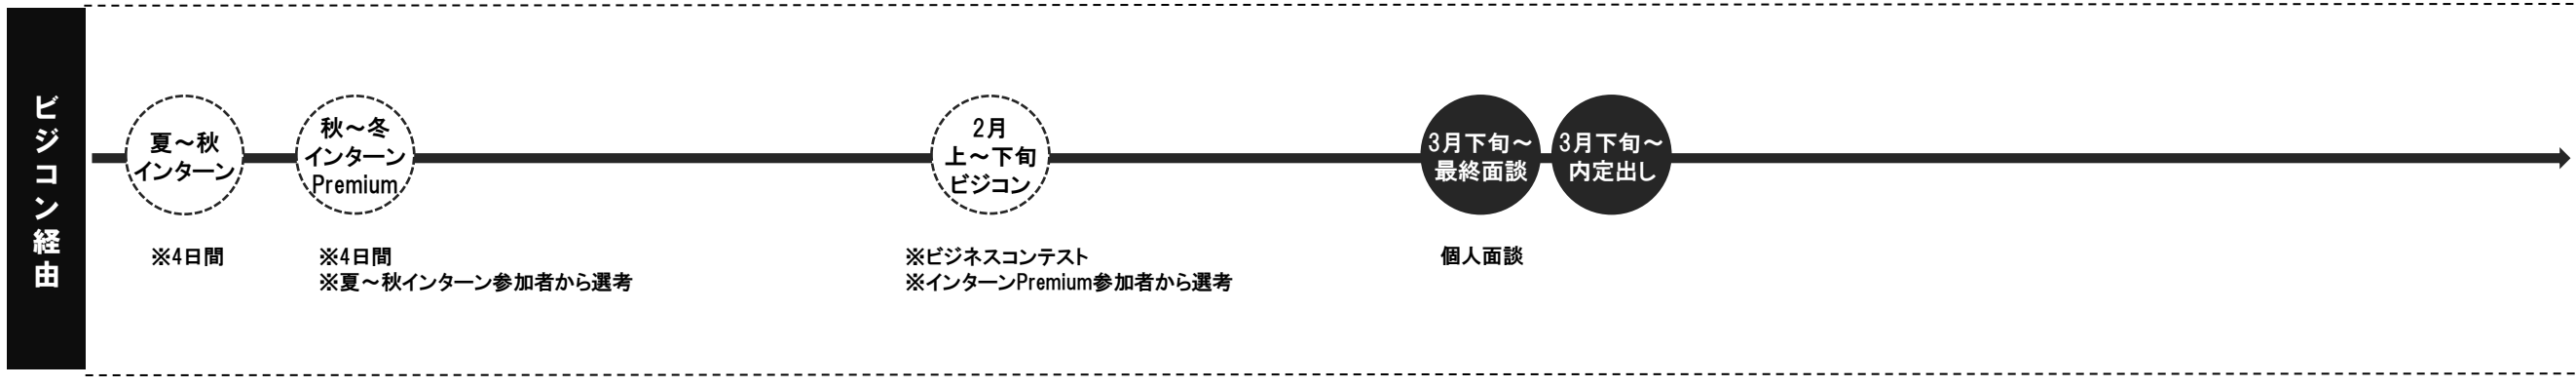 ビジコン経由
夏～秋
インターン
秋～冬
インターン
Premium
2月
上～下旬
ビジコン
3月下旬～
最終面談
3月下旬～
内定出し
※4日間
※4日間
※夏～秋インターン参加者から選考
※ビジネスコンテスト
※インターンPremium参加者から選考
個人面談